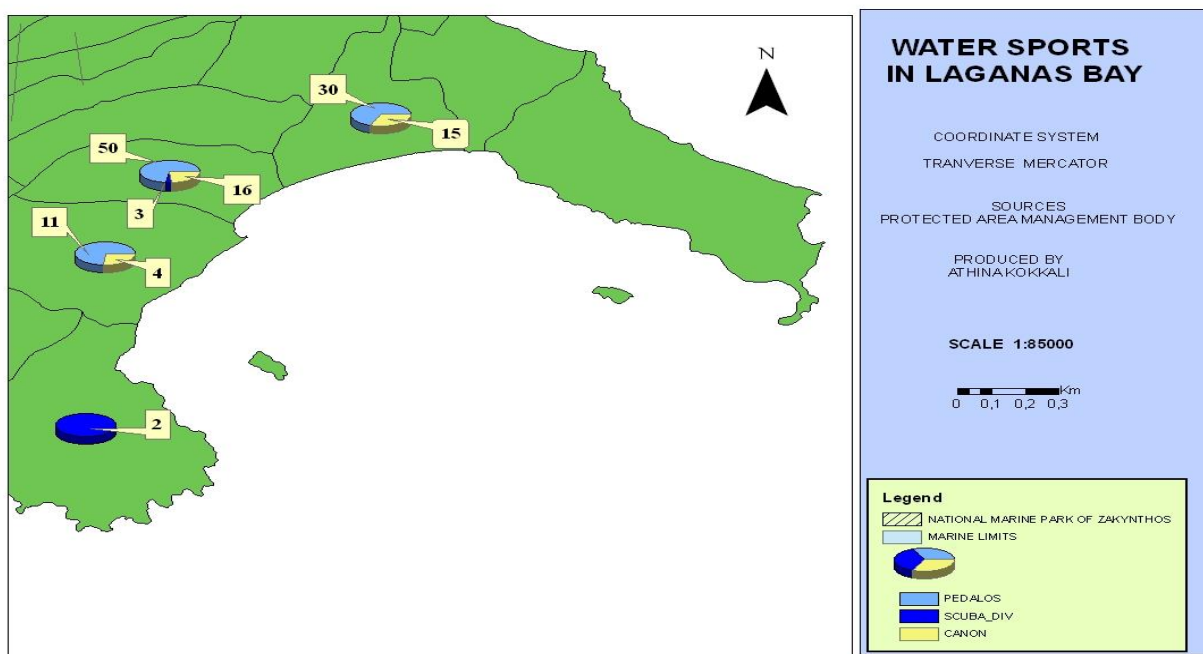 WATER SPORTS
IN LAGANAS BAY
COORDINATE SYSTEM
TRANVERSE MERCATOR
SOURCES
PROTECTED AREA MANAGEMENT BODY
PRODUCED BY
ATHINA KOKKALI
SCALE 1:85000
Km
0 0,1 0,2 0,3
Legend
NATIONAL MARINE PARK OF ZAKYNTHOS
MARINE LIMITS
PEDALOS
SCUBA_DIV
CANON
N
30
15
50
16
3
11
4
2